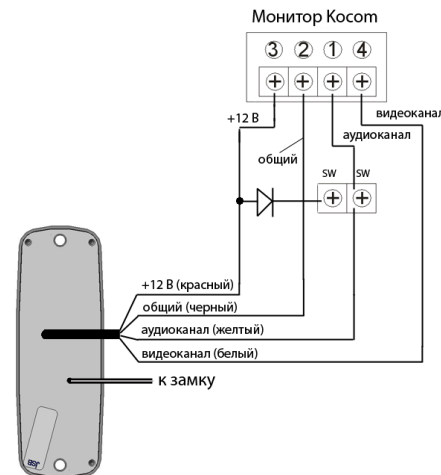 Монитор Kocom
3 2 1 4
+12 В
видеоканал
аудиоканал
общий
SW SW
+12 В (красный)
общий (черный)
аудиоканал (желтый)
видеоканал (белый)
к замку
JSB